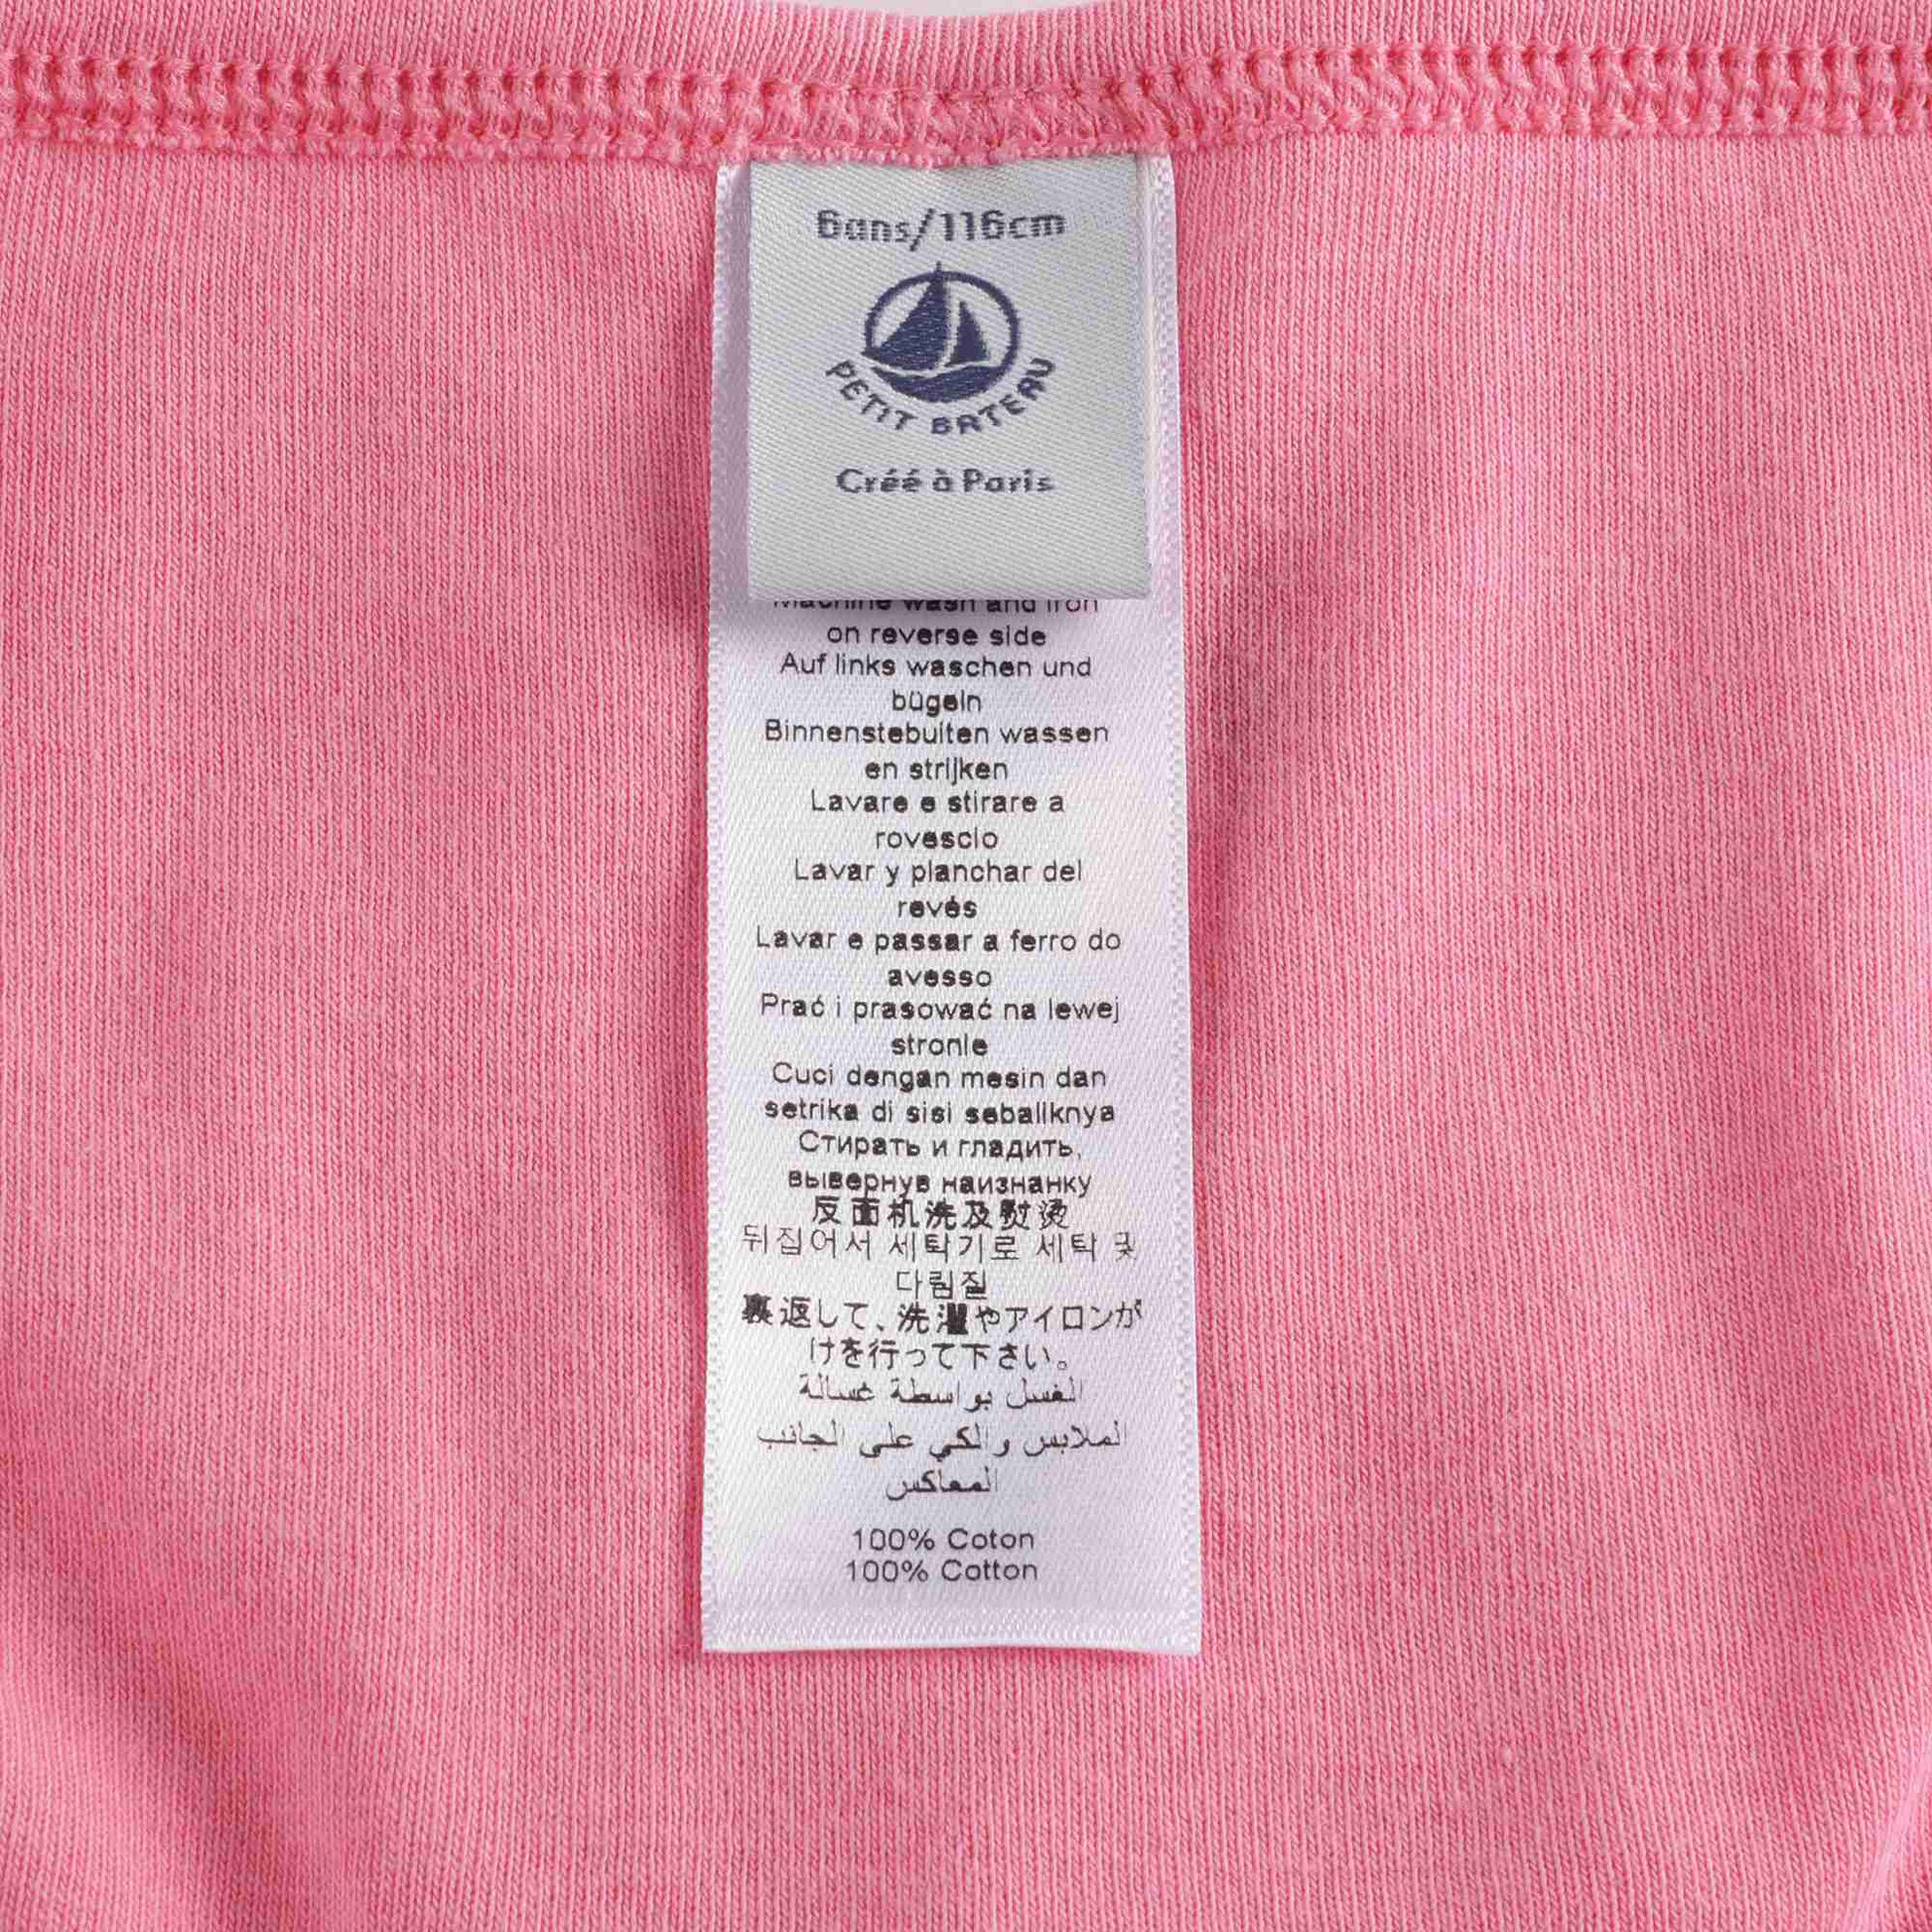 6ans/116cm
PETIT BATEAU
Créé à Paris
Machine wash and iron
on reverse side
Auf links waschen und
bügeln
Binnenstebuiten wassen
en strijken
Lavare e stirare a
rovescio
Lavar y planchar del
revés
Lavar e passar a ferro do
avesso
Prać i prasować na lewej
stronie
Cuci dengan mesin dan
setrika di sisi sebaliknya
Стирать и гладить,
вывернув наизнанку
反面机洗及熨烫
뒤집어서 세탁기로 세탁 및
다림질
裏返して、洗濯やアイロンが
けを行って下さい。
الغسل بواسطة غسالة
الملابس والكي على الجانب
المعاكس
100% Coton
100% Cotton